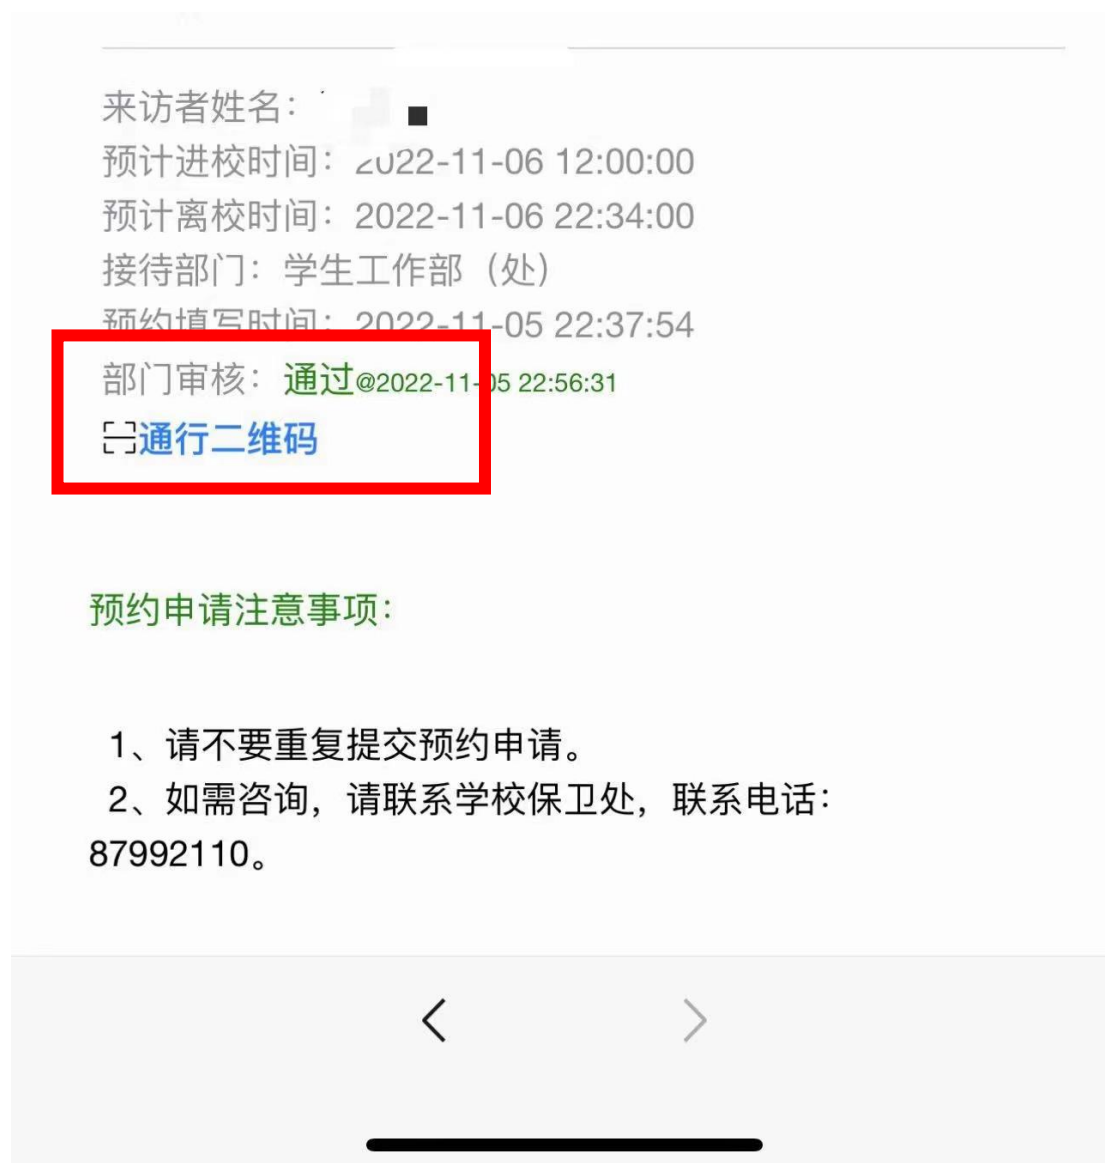 来访者姓名：
预计进校时间：2022-11-06 12:00:00
预计离校时间：2022-11-06 22:34:00
接待部门：学生工作部（处）
预约填写时间：2022-11-05 22:37:54
部门审核：通过@2022-11-05 22:56:31
通行二维码
预约申请注意事项：
1、请不要重复提交预约申请。
2、如需咨询，请联系学校保卫处，联系电话：
87992110。